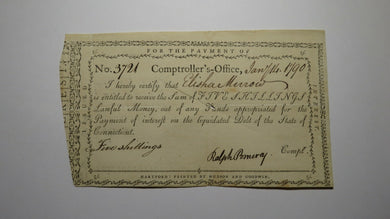 FOR THE PAYMENT OF
No. 3721 Comptroller's-Office, Jan 1790
I hereby certify that Elisha Merrow
is entitled to receive the Sum of FIVE SHILLINGS
Lawful Money, out of any Funds appropriated for the
Payment of interest on the liquidated Debt of the State of
Connecticut.
Five shillings
Ralph Pomeroy Compt.
HARTFORD: PRINTED BY HUDSON AND GOODWIN.
INTEREST